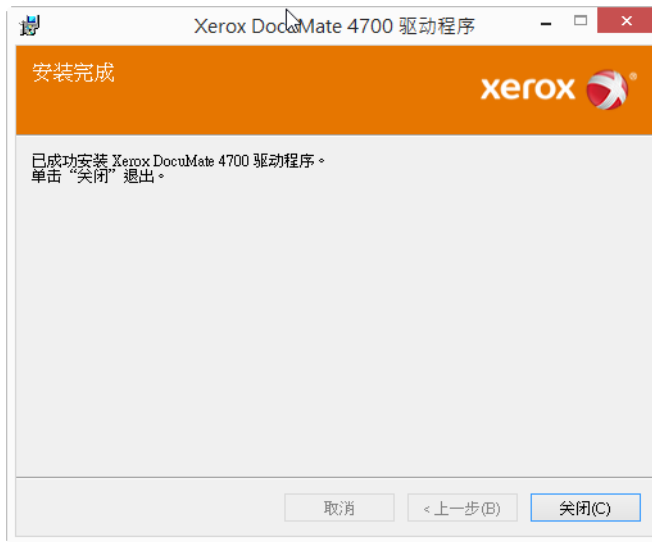 Xerox DocuMate 4700 驱动程序
安装完成
xerox
已成功安装 Xerox DocuMate 4700 驱动程序。
单击“关闭”退出。
取消
<上一步(B)
关闭(C)